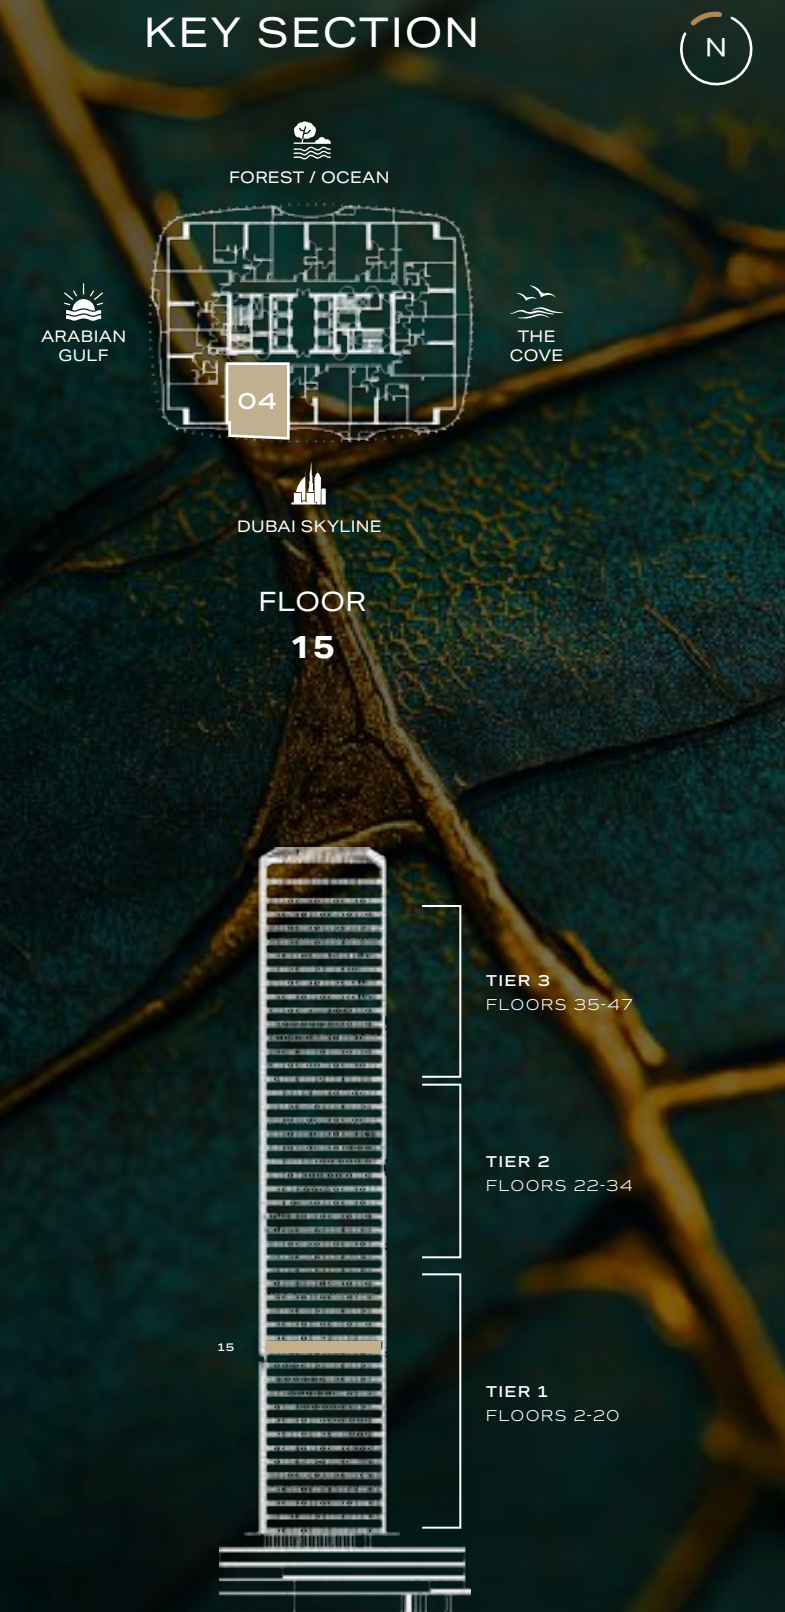 KEY SECTION
N
FOREST / OCEAN
ARABIAN
GULF
THE
COVE
04
DUBAI SKYLINE
FLOOR
15
TIER 3
FLOORS 35-47
TIER 2
FLOORS 22-34
15
TIER 1
FLOORS 2-20